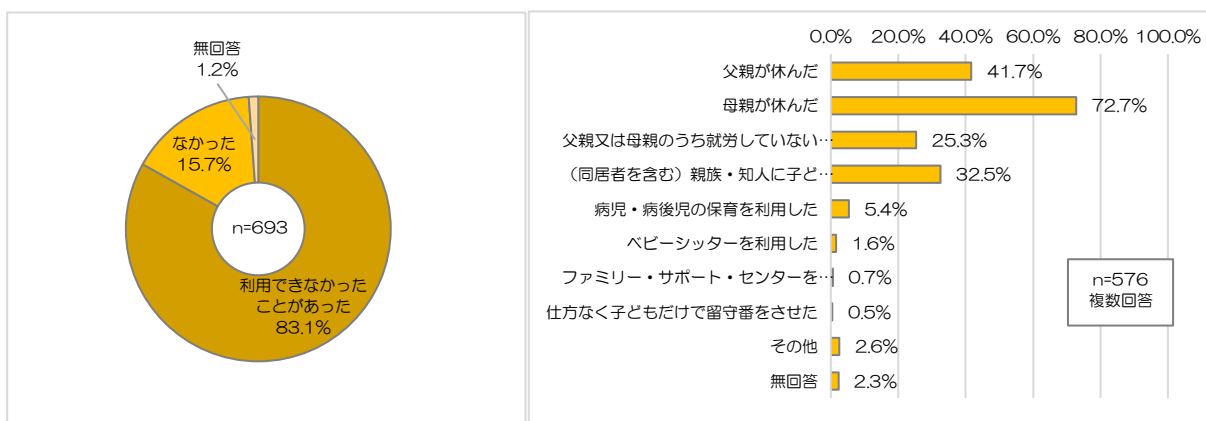 無回答
1.2%
なかった
15.7%
n=693
利用できなかった
ことがあった
83.1%
0.0% 20.0% 40.0% 60.0% 80.0% 100.0%
父親が休んだ 41.7%
母親が休んだ 72.7%
父親又は母親のうち就労していない… 25.3%
（同居者を含む）親族・知人に子ど… 32.5%
病児・病後児の保育を利用した 5.4%
ベビーシッターを利用した 1.6%
ファミリー・サポート・センターを… 0.7%
仕方なく子どもだけで留守番をさせた 0.5%
その他 2.6%
無回答 2.3%
n=576
複数回答